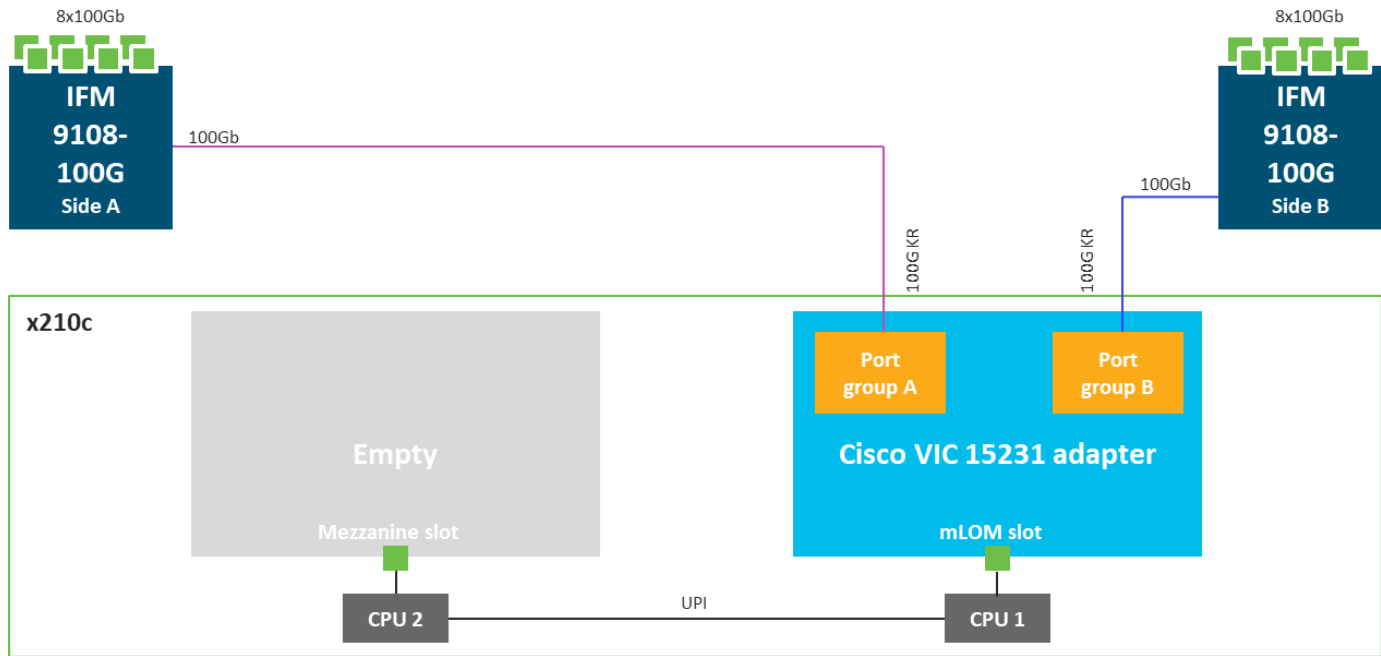 8x100Gb
8x100Gb
IFM
9108-
100G
Side A
IFM
9108-
100G
Side B
100Gb
100Gb
100G KR
100G KR
x210c
Port
group A
Port
group B
Empty
Cisco VIC 15231 adapter
Mezzanine slot
mLOM slot
UPI
CPU 2
CPU 1